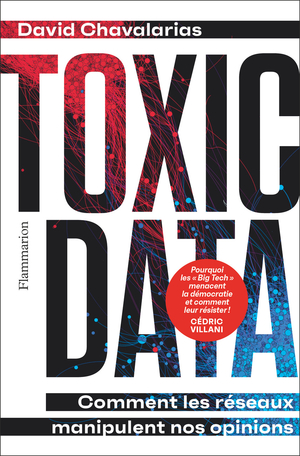 David Chavalarias
TOXIC
DATA
Flammarion
Pourquoi
les « Big Tech »
menacent
la démocratie
et comment
leur résister !
CÉDRIC
VILLANI
Comment les réseaux
manipulent nos opinions